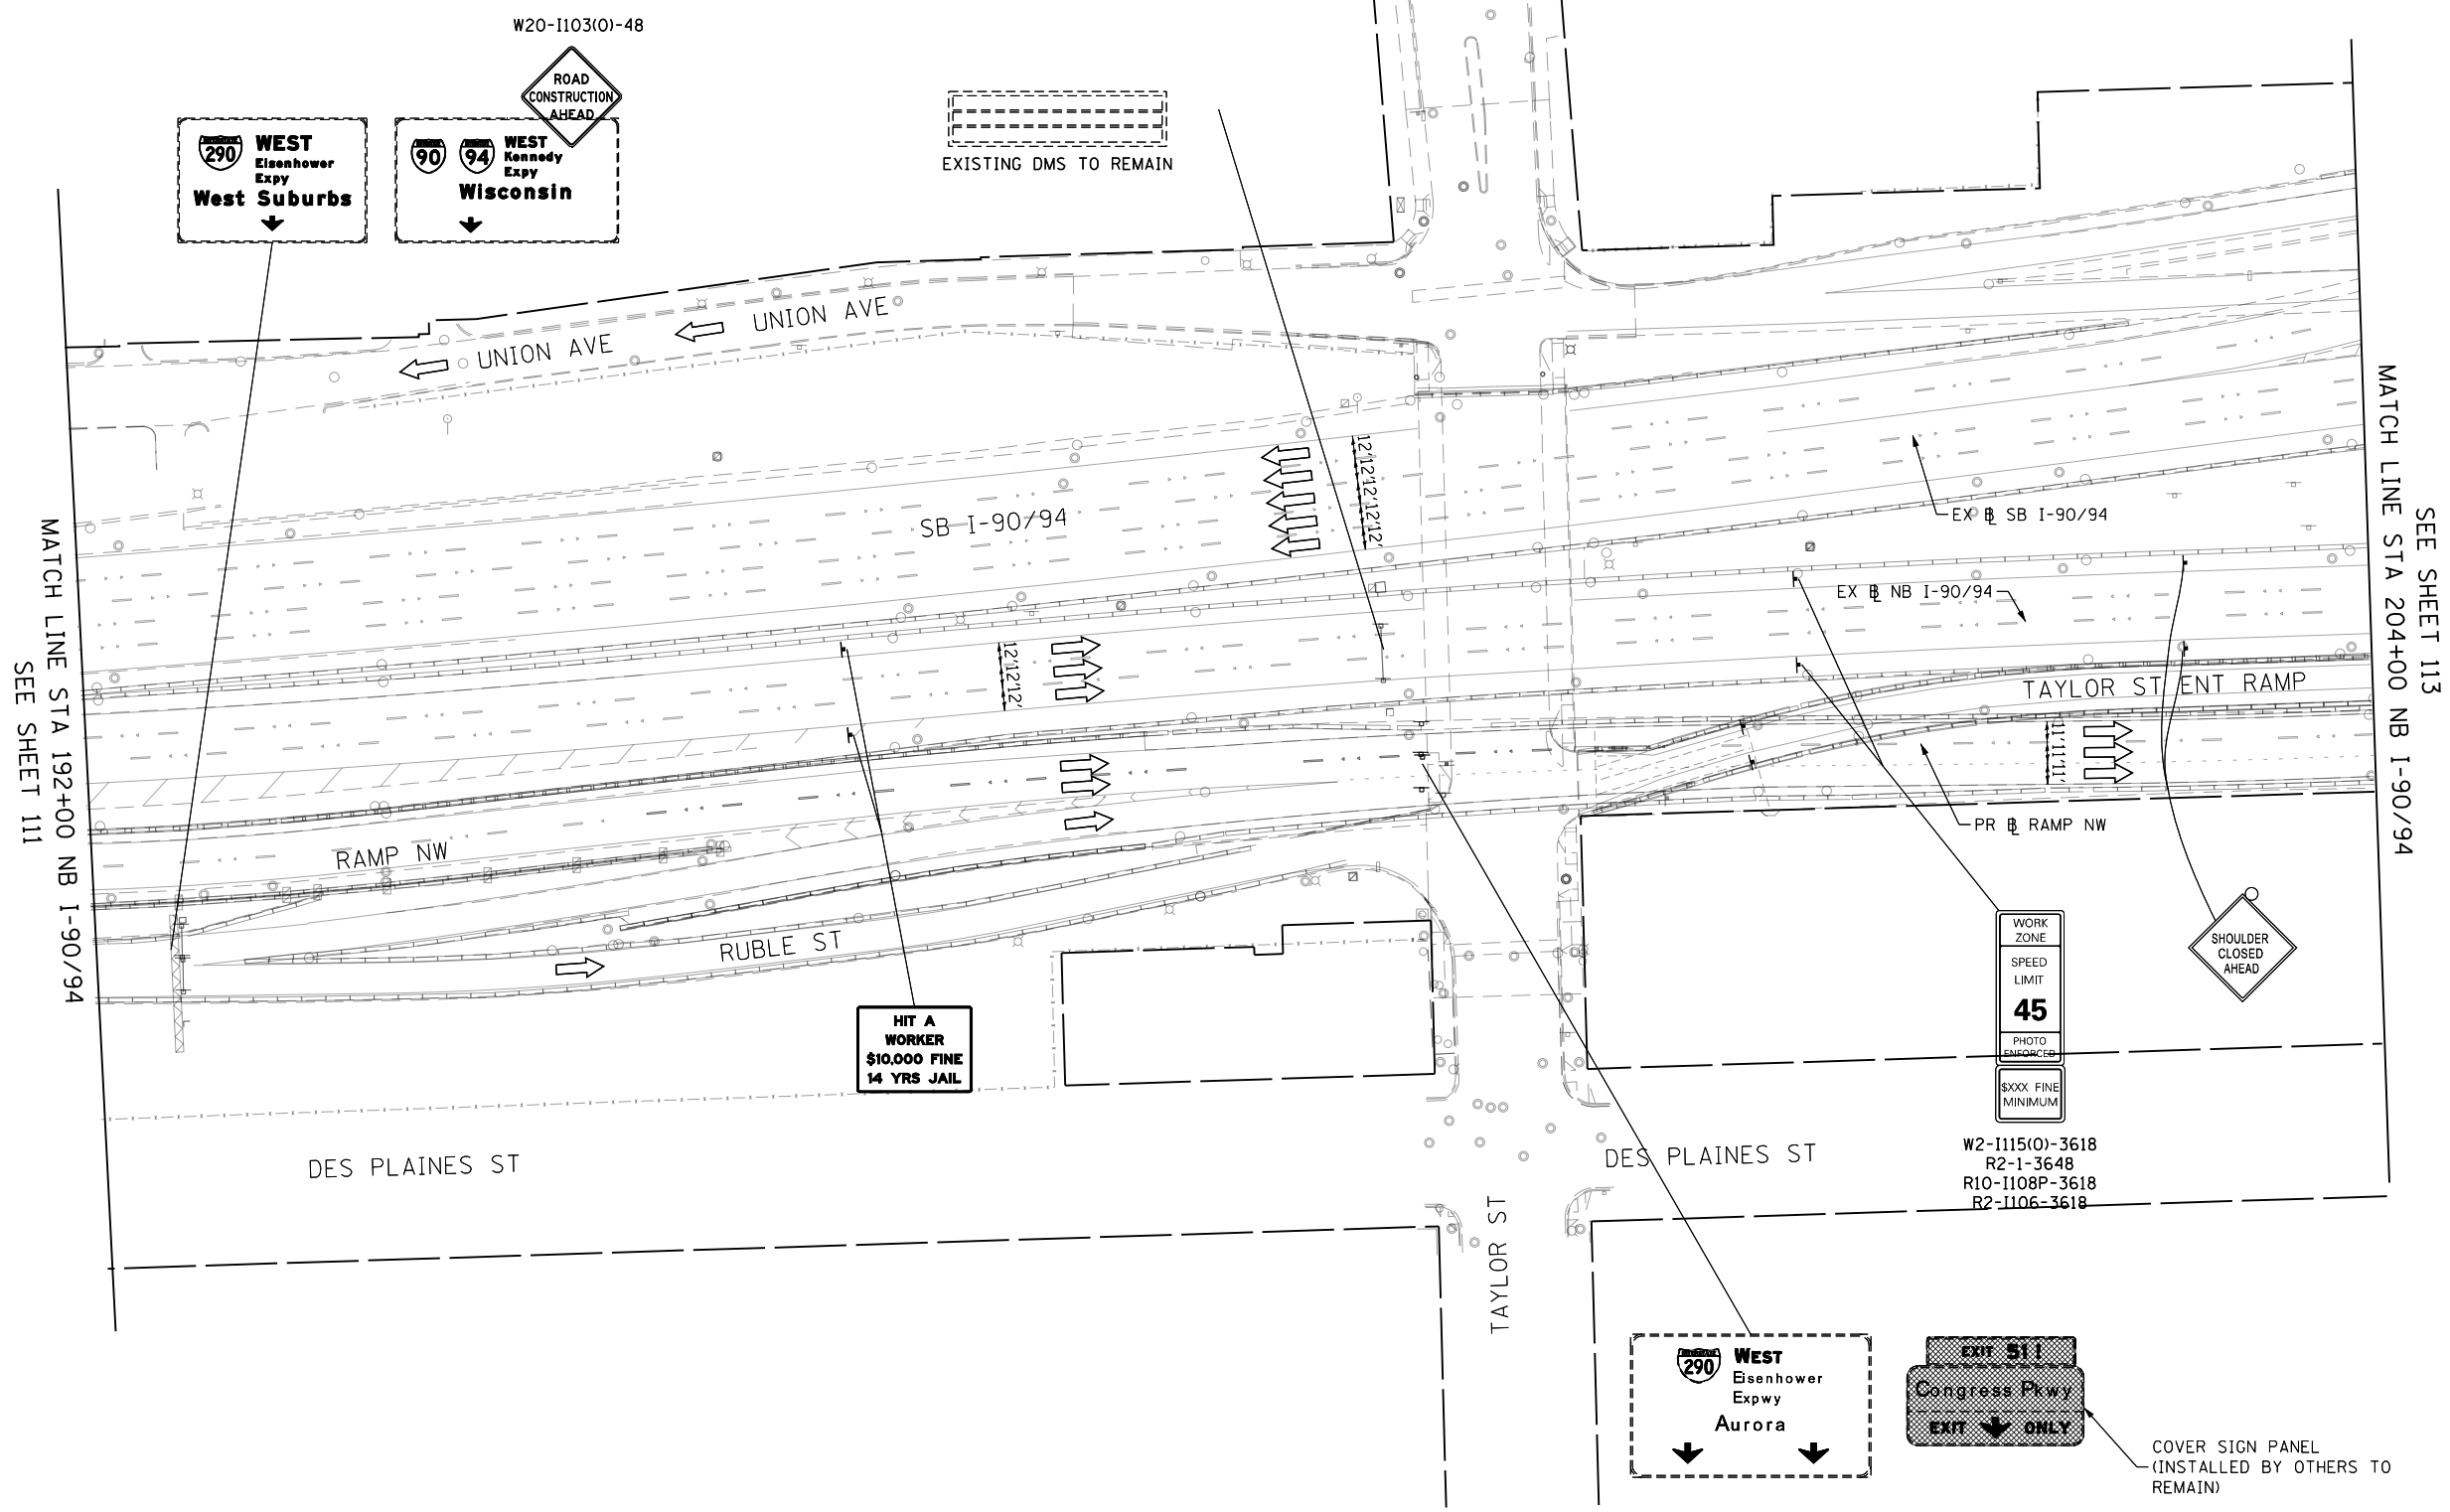 W20-I103(O)-48
ROAD
CONSTRUCTION
AHEAD
290
WEST
Eisenhower
Expy
West Suburbs
90
94
WEST
Kennedy
Expy
Wisconsin
EXISTING DMS TO REMAIN
UNION AVE
UNION AVE
12'12'12'12'12'
SB I-90/94
EX BL SB I-90/94
EX BL NB I-90/94
12'12'12'
TAYLOR ST ENT RAMP
11'11'11'
PR BL RAMP NW
RAMP NW
RUBLE ST
MATCH LINE STA 192+00 NB I-90/94
SEE SHEET 111
MATCH LINE STA 204+00 NB I-90/94
SEE SHEET 113
HIT A
WORKER
$10,000 FINE
14 YRS JAIL
WORK
ZONE
SPEED
LIMIT
45
PHOTO
ENFORCED
$XXX FINE
MINIMUM
W2-I115(O)-3618
R2-1-3648
R10-I108P-3618
R2-I106-3618
SHOULDER
CLOSED
AHEAD
DES PLAINES ST
DES PLAINES ST
TAYLOR ST
290
WEST
Eisenhower
Expwy
Aurora
EXIT 51 I
Congress Pkwy
EXIT ONLY
COVER SIGN PANEL
(INSTALLED BY OTHERS TO
REMAIN)